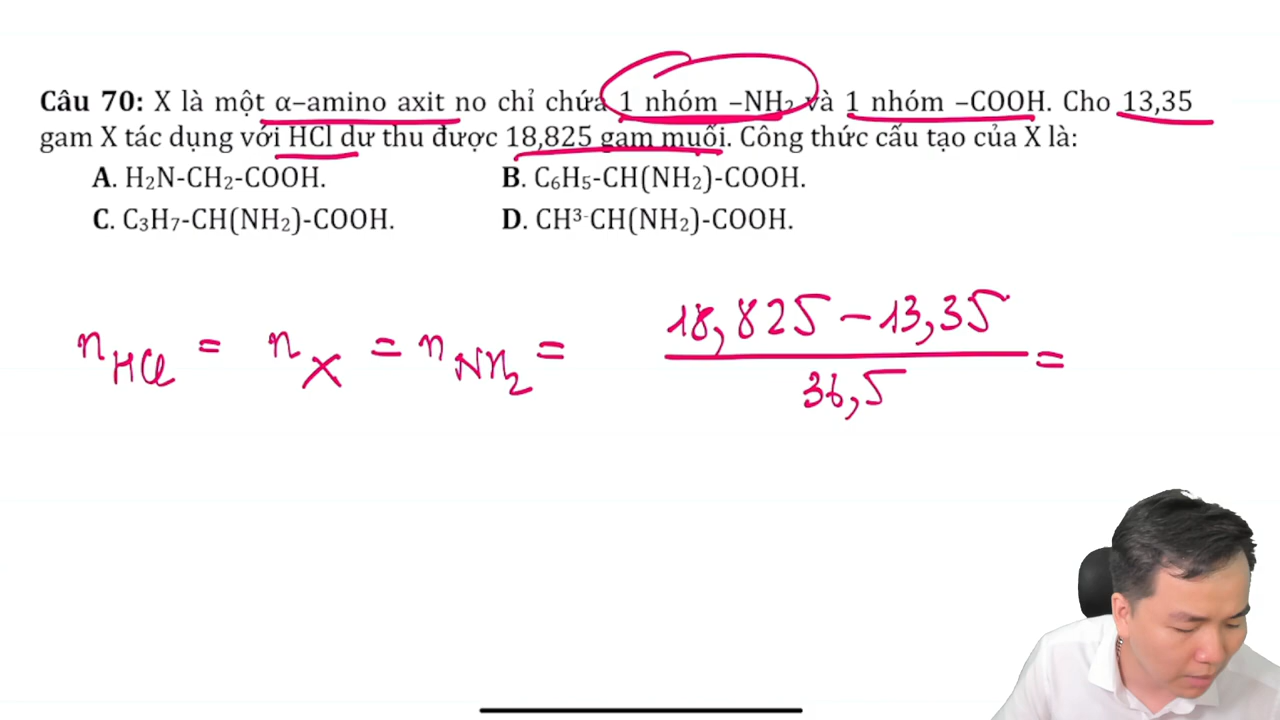 Câu 70: X là một α–amino axit no chỉ chứa 1 nhóm –NH₂ và 1 nhóm –COOH. Cho 13,35
gam X tác dụng với HCl dư thu được 18,825 gam muối. Công thức cấu tạo của X là:
A. H₂N-CH₂-COOH. B. C₆H₅-CH(NH₂)-COOH.
C. C₃H₇-CH(NH₂)-COOH. D. CH³⁻CH(NH₂)-COOH.
n_HCl = n_X = n_NH₂ = (18,825 – 13,35) / 36,5 =